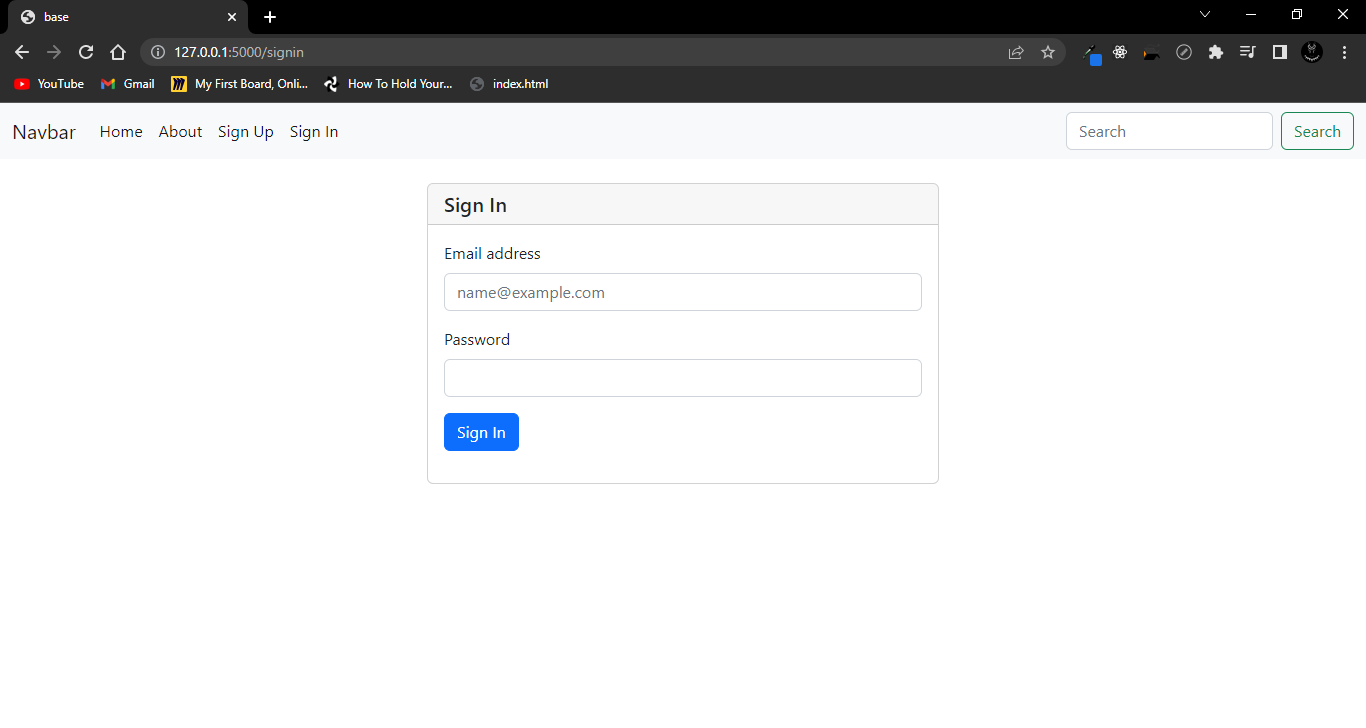 base
127.0.0.1:5000/signin
YouTube Gmail My First Board, Onli... How To Hold Your... index.html
Navbar Home About Sign Up Sign In Search Search
Sign In
Email address
name@example.com
Password
Sign In